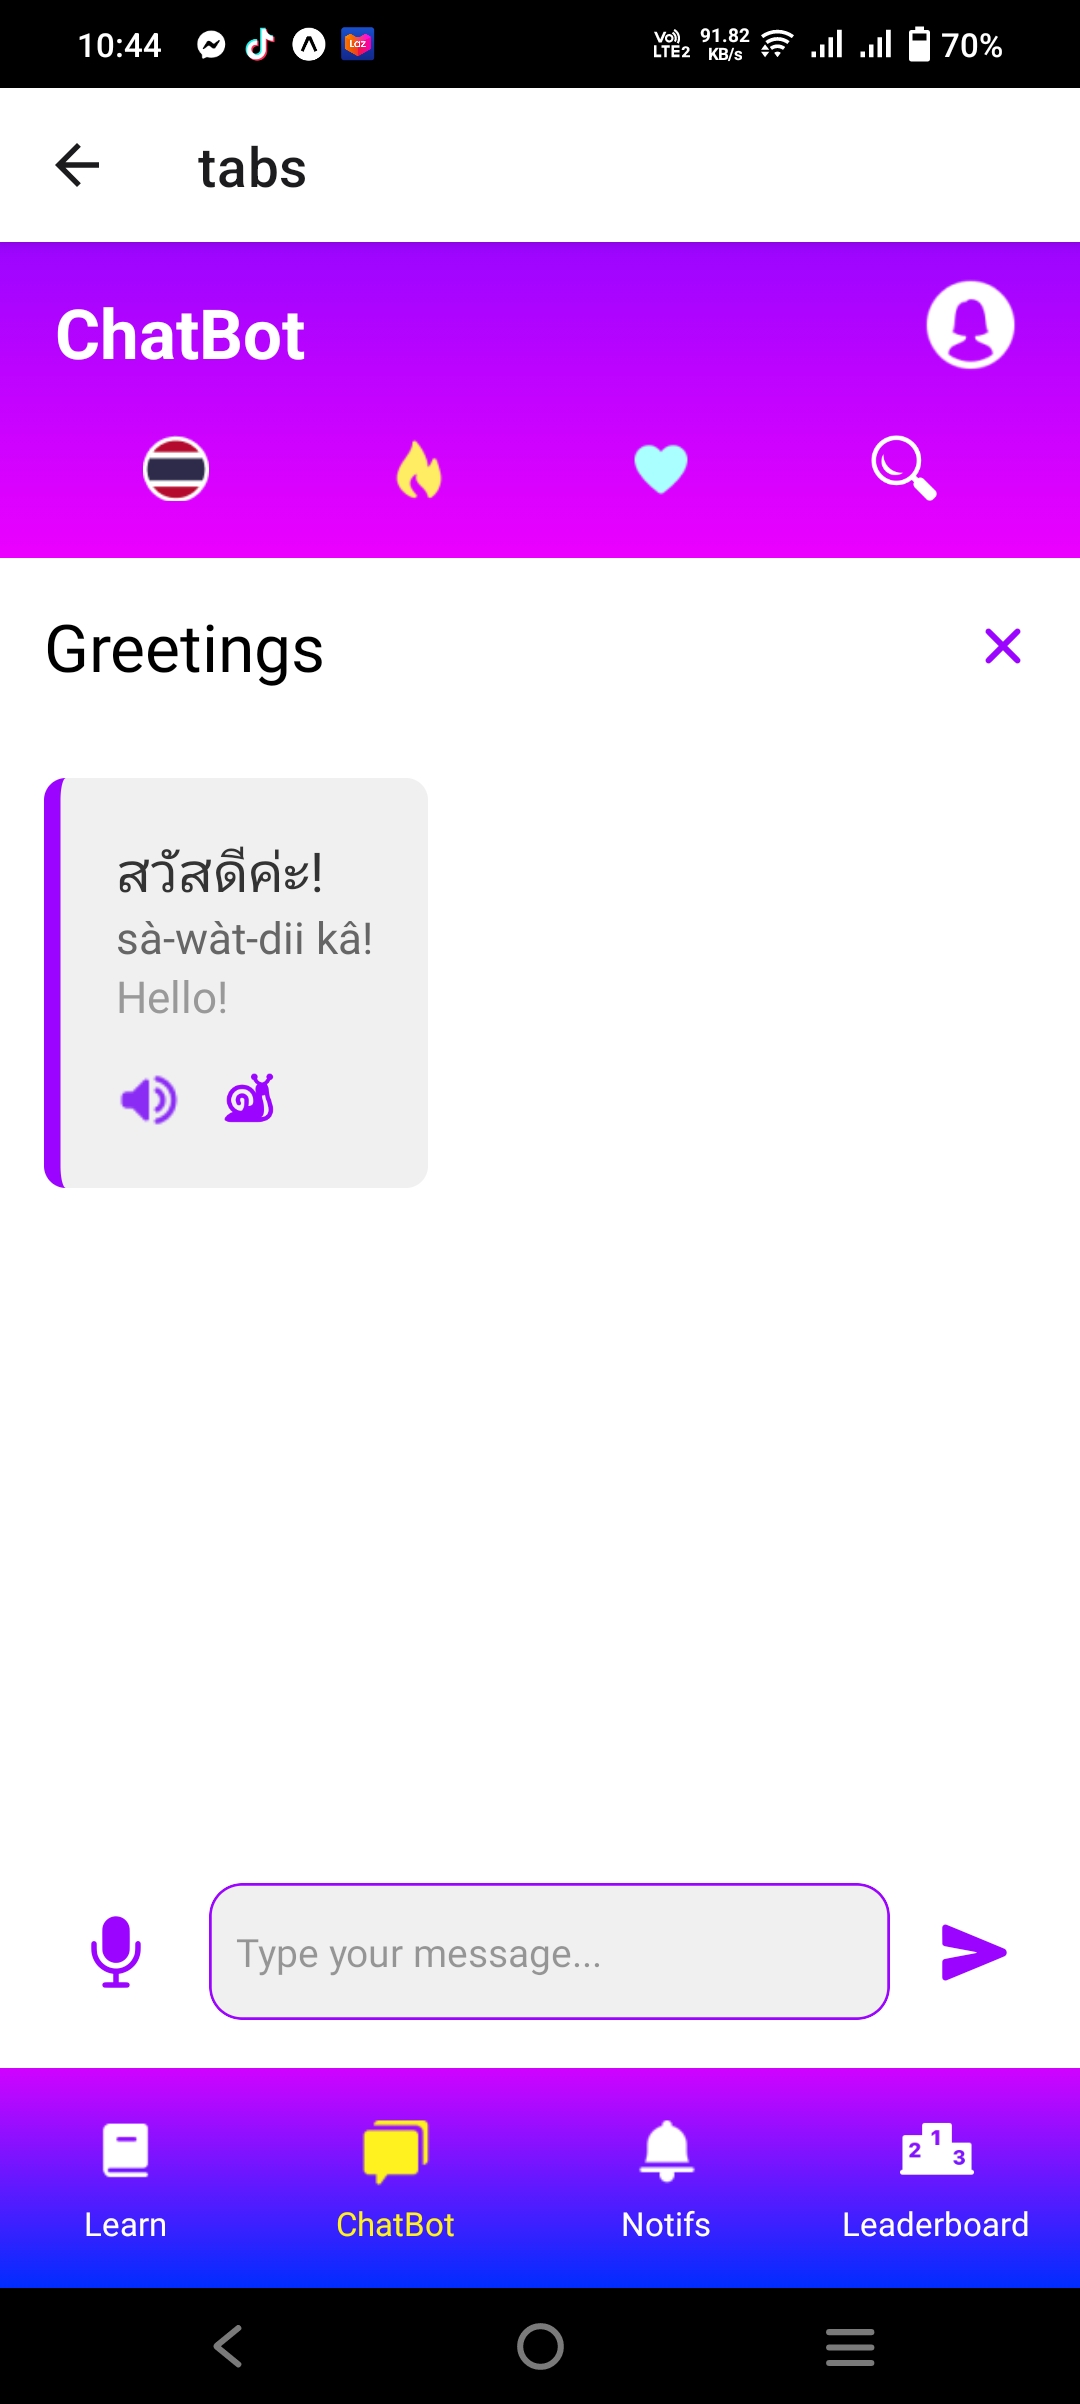 10:44 Laz Vo)) LTE2 91.82 KB/s 70%
tabs
ChatBot
Greetings
สวัสดีค่ะ!
sà-wàt-dii kâ!
Hello!
Type your message...
2 1 3
Learn ChatBot Notifs Leaderboard